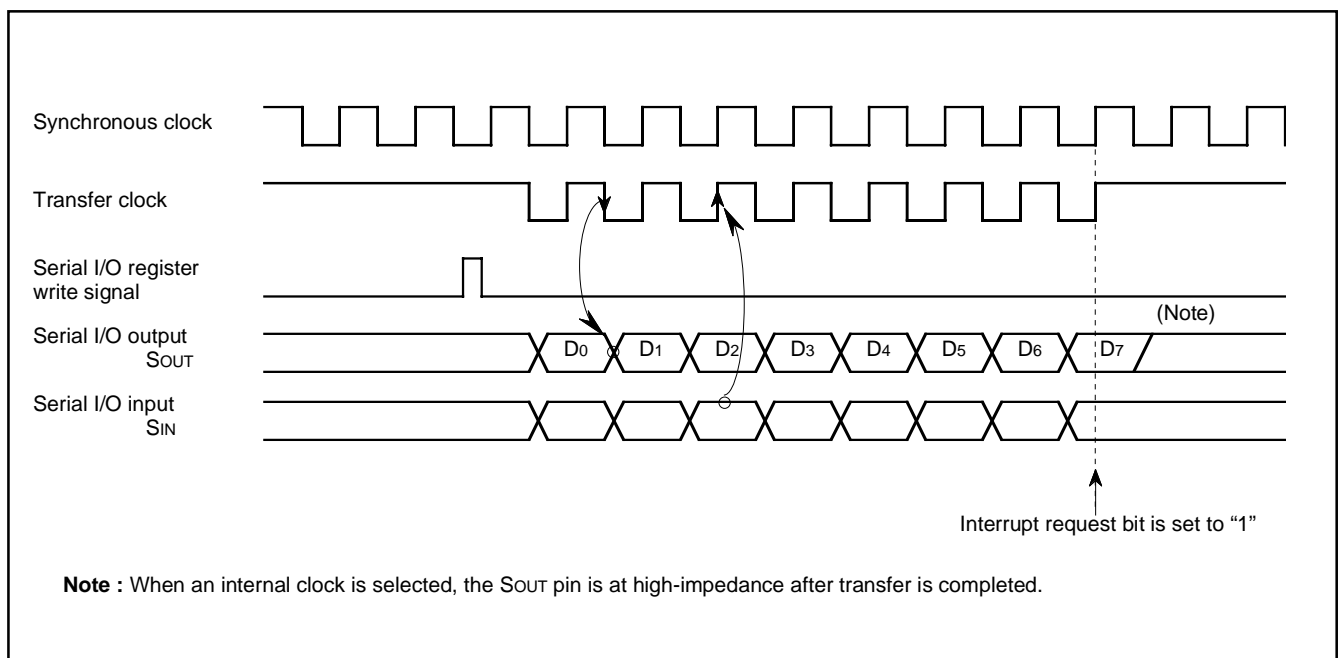 Synchronous clock
Transfer clock
Serial I/O register
write signal
(Note)
Serial I/O output
SOUT
D0 D1 D2 D3 D4 D5 D6 D7
Serial I/O input
SIN
Interrupt request bit is set to “1”
Note : When an internal clock is selected, the SOUT pin is at high-impedance after transfer is completed.